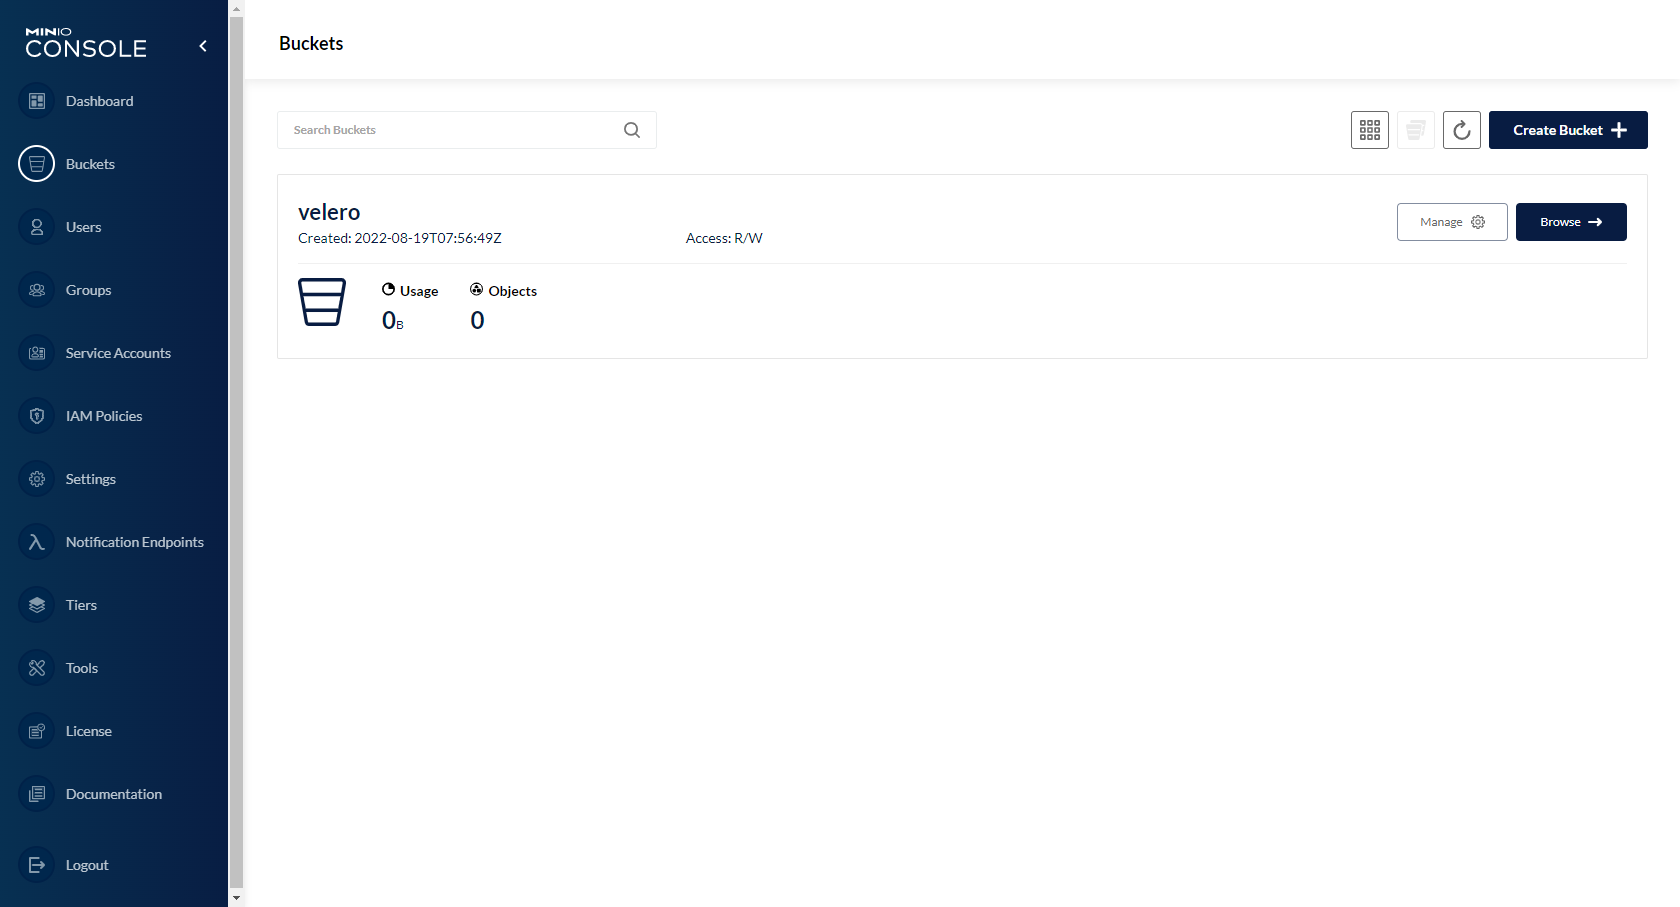 MINIO
CONSOLE
Dashboard
Buckets
Users
Groups
Service Accounts
IAM Policies
Settings
Notification Endpoints
Tiers
Tools
License
Documentation
Logout
Buckets
Search Buckets
Create Bucket
velero
Created: 2022-08-19T07:56:49Z
Access: R/W
Manage
Browse
Usage
Objects
0B
0